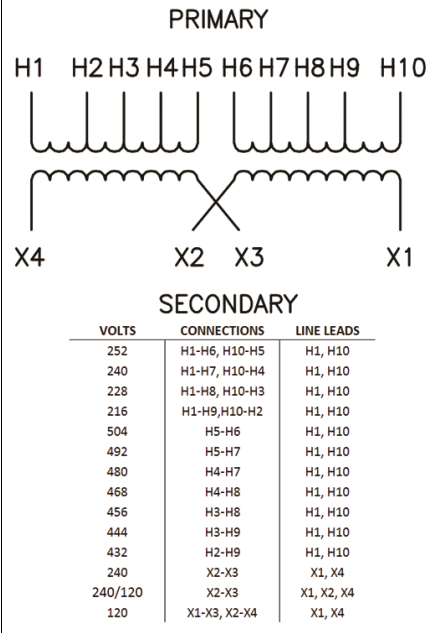 PRIMARY
H1 H2 H3 H4 H5 H6 H7 H8 H9 H10
X4 X2 X3 X1
SECONDARY
VOLTS CONNECTIONS LINE LEADS
252 H1-H6, H10-H5 H1, H10
240 H1-H7, H10-H4 H1, H10
228 H1-H8, H10-H3 H1, H10
216 H1-H9,H10-H2 H1, H10
504 H5-H6 H1, H10
492 H5-H7 H1, H10
480 H4-H7 H1, H10
468 H4-H8 H1, H10
456 H3-H8 H1, H10
444 H3-H9 H1, H10
432 H2-H9 H1, H10
240 X2-X3 X1, X4
240/120 X2-X3 X1, X2, X4
120 X1-X3, X2-X4 X1, X4